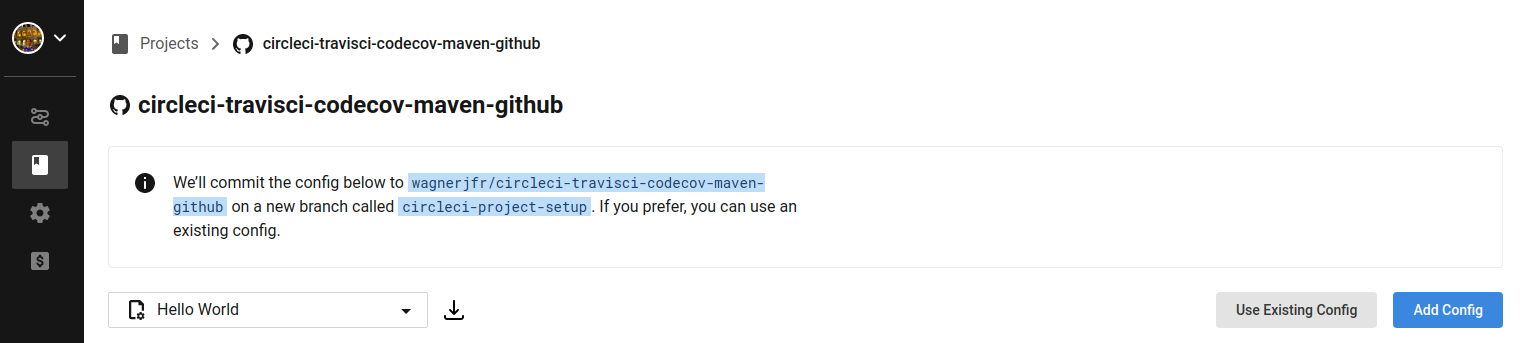 Projects > circleci-travisci-codecov-maven-github
circleci-travisci-codecov-maven-github
We’ll commit the config below to wagnerjfr/circleci-travisci-codecov-maven-
github on a new branch called circleci-project-setup. If you prefer, you can use an
existing config.
Hello World
Use Existing Config
Add Config